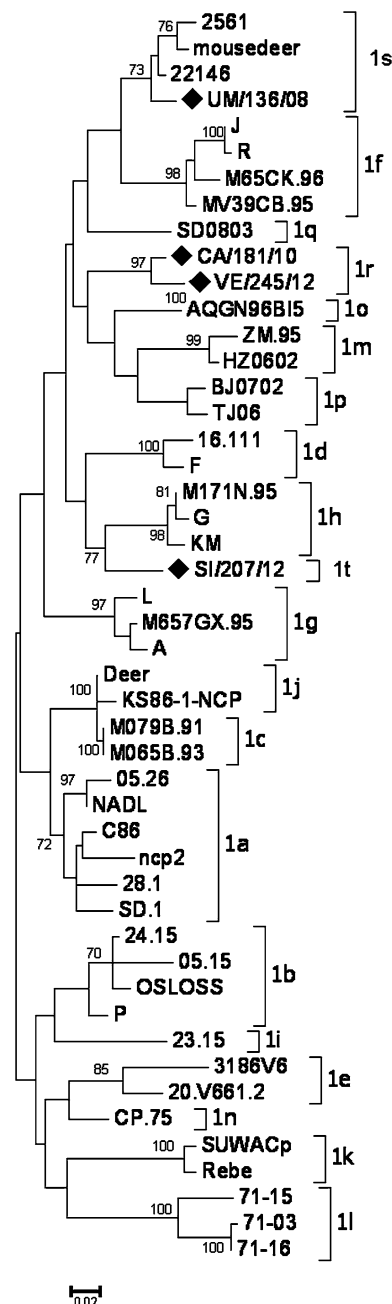 76
2561
mousedeer
73
22146
UM/136/08
1s
100
J
R
98
M65CK.96
MV39CB.95
1f
SD0803
1q
97
CA/181/10
VE/245/12
1r
100
AQGN96BI5
1o
99
ZM.95
HZ0602
1m
BJ0702
TJ06
1p
100
16.111
F
1d
81
M171N.95
G
98
KM
1h
77
SI/207/12
1t
97
L
M657GX.95
A
1g
Deer
100
KS86-1-NCP
1j
M079B.91
100
M065B.93
1c
97
05.26
NADL
72
C86
ncp2
28.1
SD.1
1a
24.15
70
05.15
OSLOSS
P
1b
23.15
1i
85
3186V6
20.V661.2
1e
CP.75
1n
100
SUWACp
Rebe
1k
100
71-15
71-03
100
71-16
1l
0.02